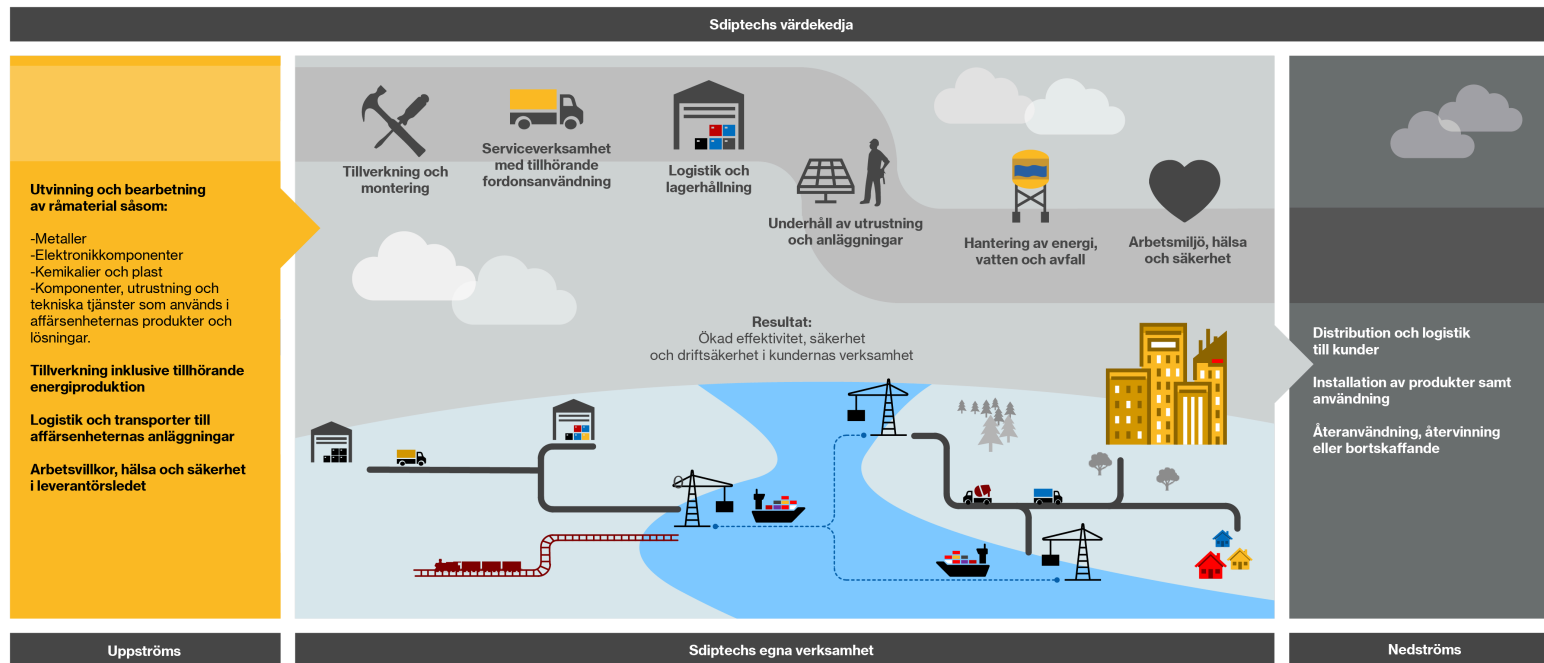 Sdiptechs värdekedja
Utvinning och bearbetning
av råmaterial såsom:
-Metaller
-Elektronikkomponenter
-Kemikalier och plast
-Komponenter, utrustning och
tekniska tjänster som används i
affärsenheternas produkter och
lösningar.
Tillverkning inklusive tillhörande
energiproduktion
Logistik och transporter till
affärsenheternas anläggningar
Arbetsvillkor, hälsa och säkerhet
i leverantörsledet
Tillverkning och
montering
Serviceverksamhet
med tillhörande
fordonsanvändning
Logistik och
lagerhållning
Underhåll av utrustning
och anläggningar
Hantering av energi,
vatten och avfall
Arbetsmiljö, hälsa
och säkerhet
Resultat:
Ökad effektivitet, säkerhet
och driftsäkerhet i kundernas verksamhet
Distribution och logistik
till kunder
Installation av produkter samt
användning
Återanvändning, återvinning
eller bortskaffande
Uppströms
Sdiptechs egna verksamhet
Nedströms